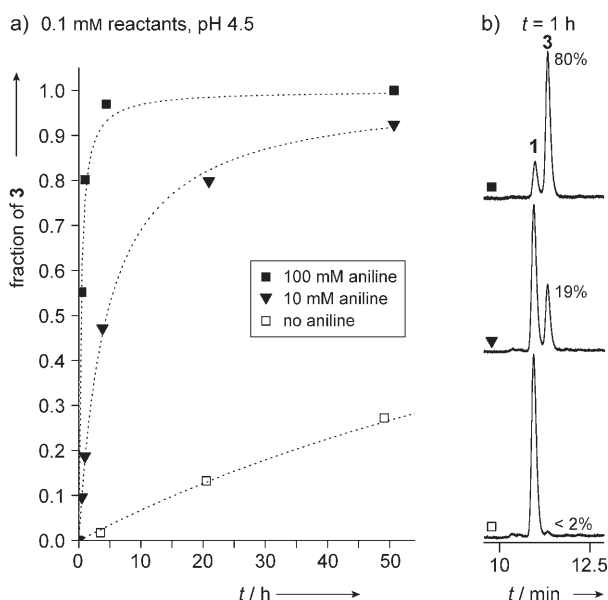 a) 0.1 mM reactants, pH 4.5
fraction of 3
1.0
0.9
0.8
0.7
0.6
0.5
0.4
0.3
0.2
0.1
0.0
0 10 20 30 40 50
t / h
100 mM aniline
10 mM aniline
no aniline
b) t = 1 h
3
80%
1
19%
< 2%
10 12.5
t / min